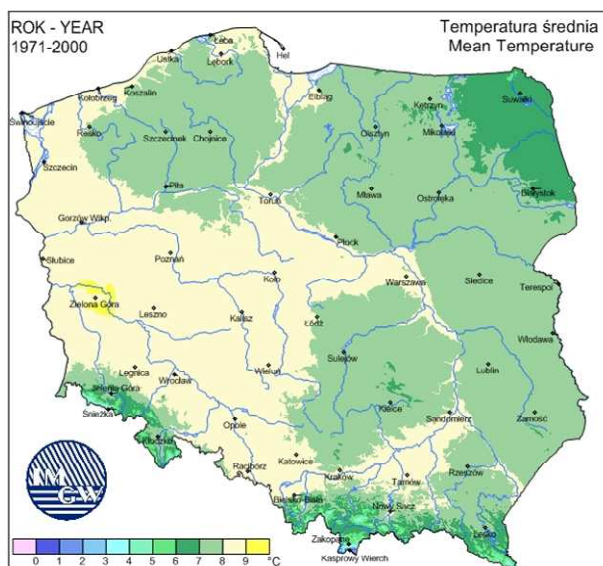 ROK - YEAR
1971-2000
Temperatura średnia
Mean Temperature
Łeba
Ustka
Lębork
Hel
Kołobrzeg
Koszalin
Elbląg
Kętrzyn
Suwałki
Świnoujście
Resko
Szczecinek
Chojnice
Olsztyn
Mikołajki
Szczecin
Piła
Toruń
Mława
Ostrołęka
Białystok
Gorzów Wlkp.
Płock
Słubice
Poznań
Koło
Warszawa
Siedlce
Terespol
Zielona Góra
Leszno
Kalisz
Łódź
Włodawa
Sulejów
Legnica
Wrocław
Wieluń
Lublin
Jelenia Góra
Śnieżka
Kielce
Sandomierz
Zamość
Opole
Kłodzko
Katowice
Racibórz
Kraków
Tarnów
Rzeszów
Bielsko-Biała
Nowy Sącz
Lesko
Zakopane
Kasprowy Wierch
IM
GW
0 1 2 3 4 5 6 7 8 9 °C